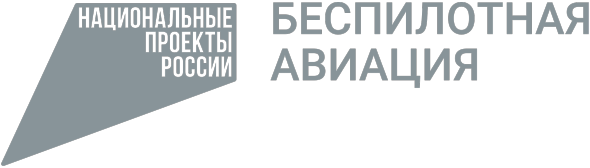 НАЦИОНАЛЬНЫЕ
ПРОЕКТЫ
РОССИИ
БЕСПИЛОТНАЯ
АВИАЦИЯ